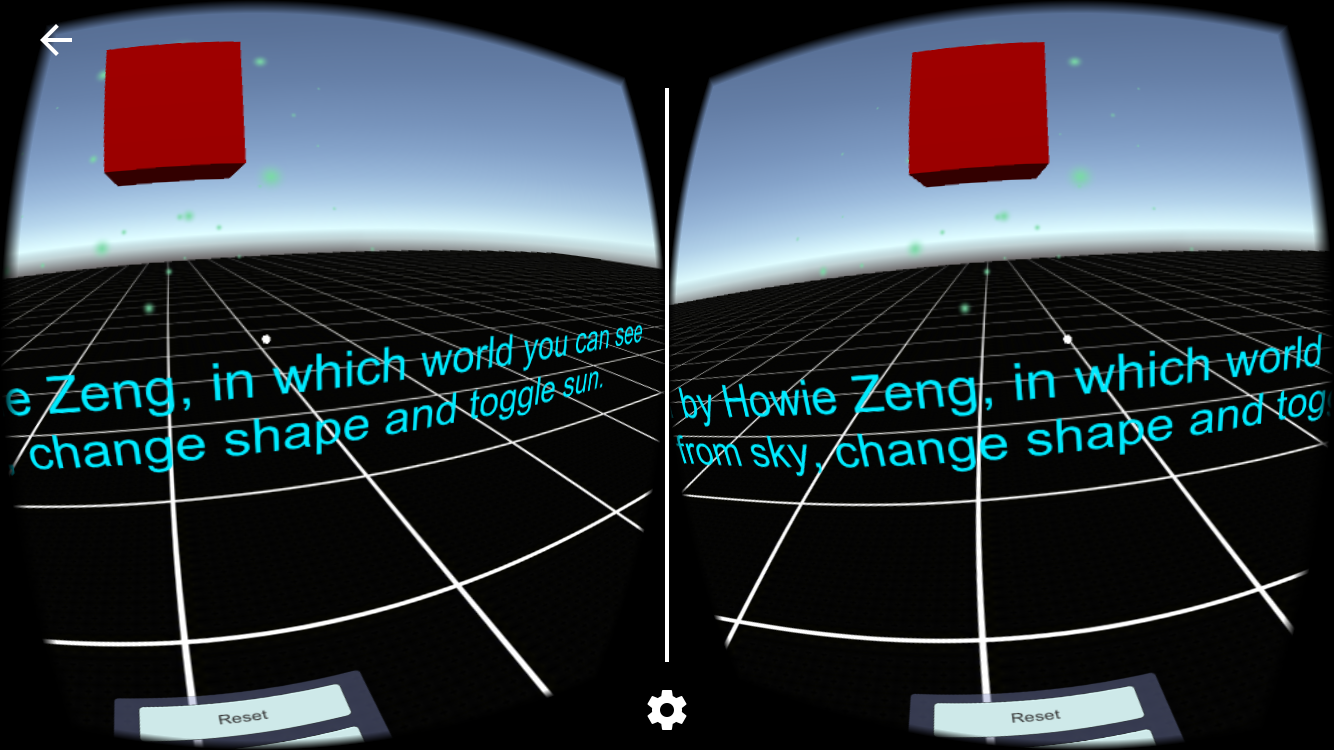 e Zeng, in which world you can see
change shape and toggle sun.
Reset
by Howie Zeng, in which world
from sky, change shape and tog
Reset